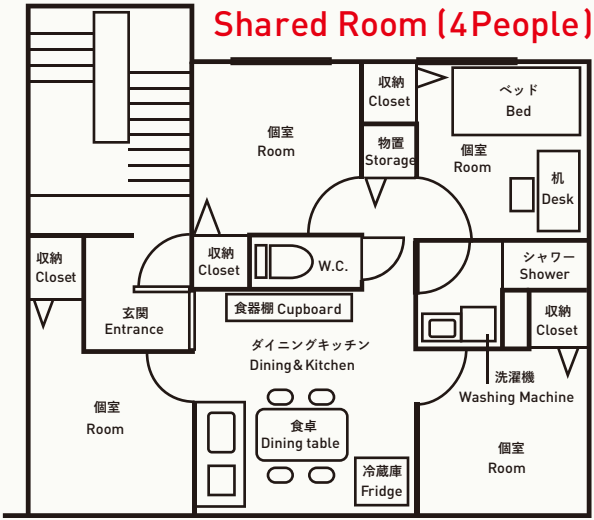 Shared Room (4People)
収納
Closet
ベッド
Bed
個室
Room
物置
Storage
個室
Room
机
Desk
収納
Closet
収納
Closet
W.C.
シャワー
Shower
玄関
Entrance
食器棚 Cupboard
収納
Closet
ダイニングキッチン
Dining&Kitchen
洗濯機
Washing Machine
個室
Room
食卓
Dining table
個室
Room
冷蔵庫
Fridge